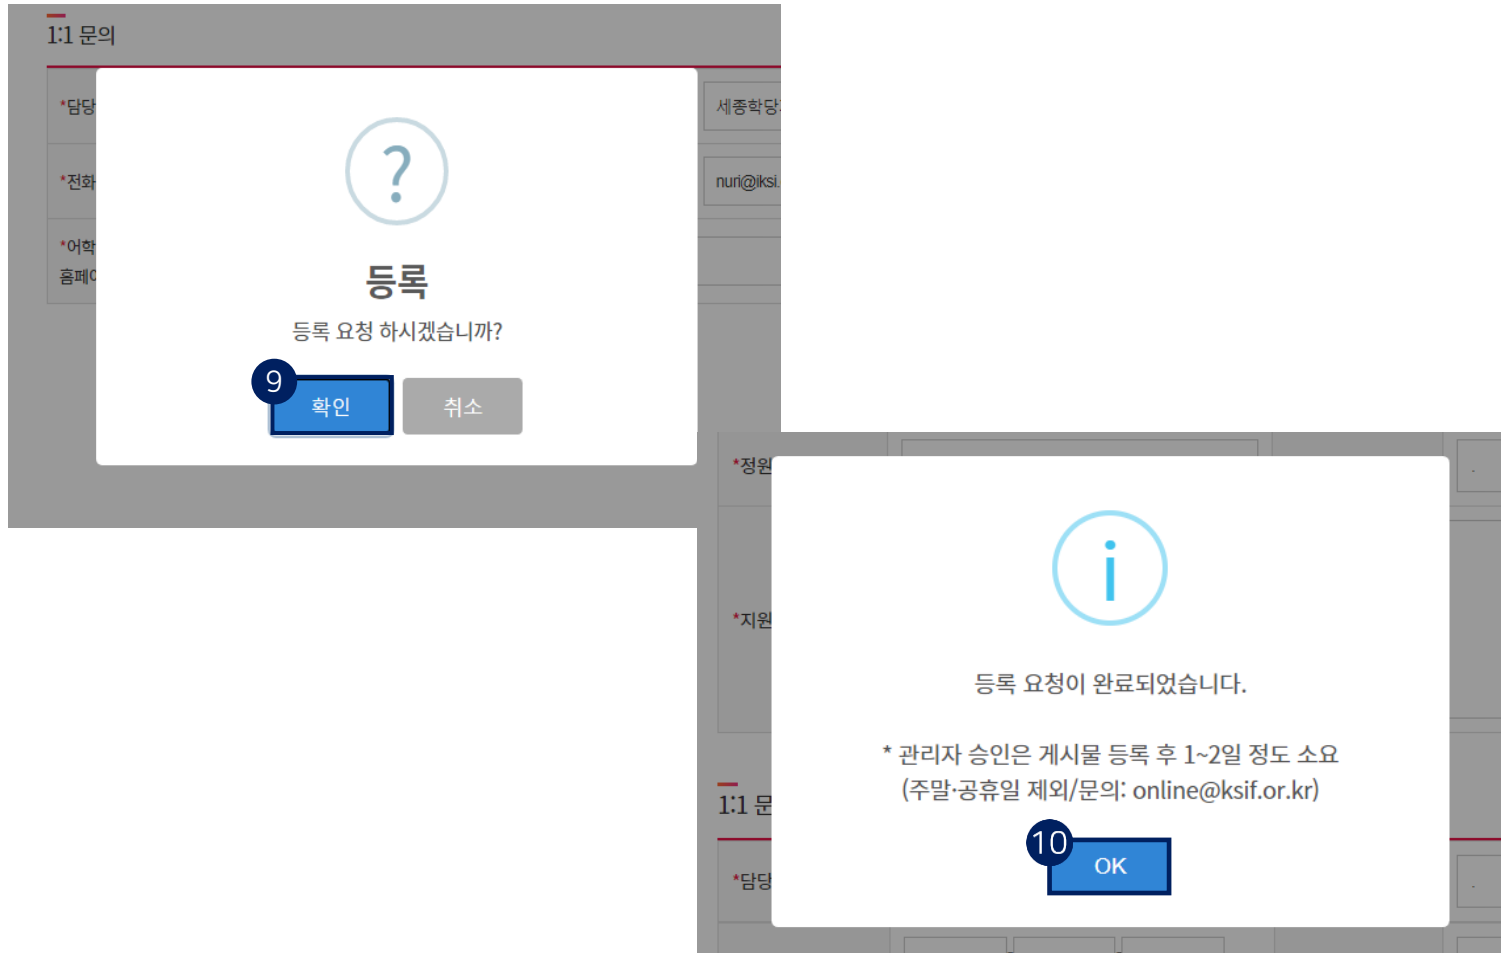 1:1 문의
*담당
세종학당
*전화
nuri@iksi.
*어학
홈페이
?
등록
등록 요청 하시겠습니까?
9
확인
취소
*정원
.
i
*지원
등록 요청이 완료되었습니다.
* 관리자 승인은 게시물 등록 후 1~2일 정도 소요
(주말·공휴일 제외/문의: online@ksif.or.kr)
1:1 문
10
OK
*담당
.